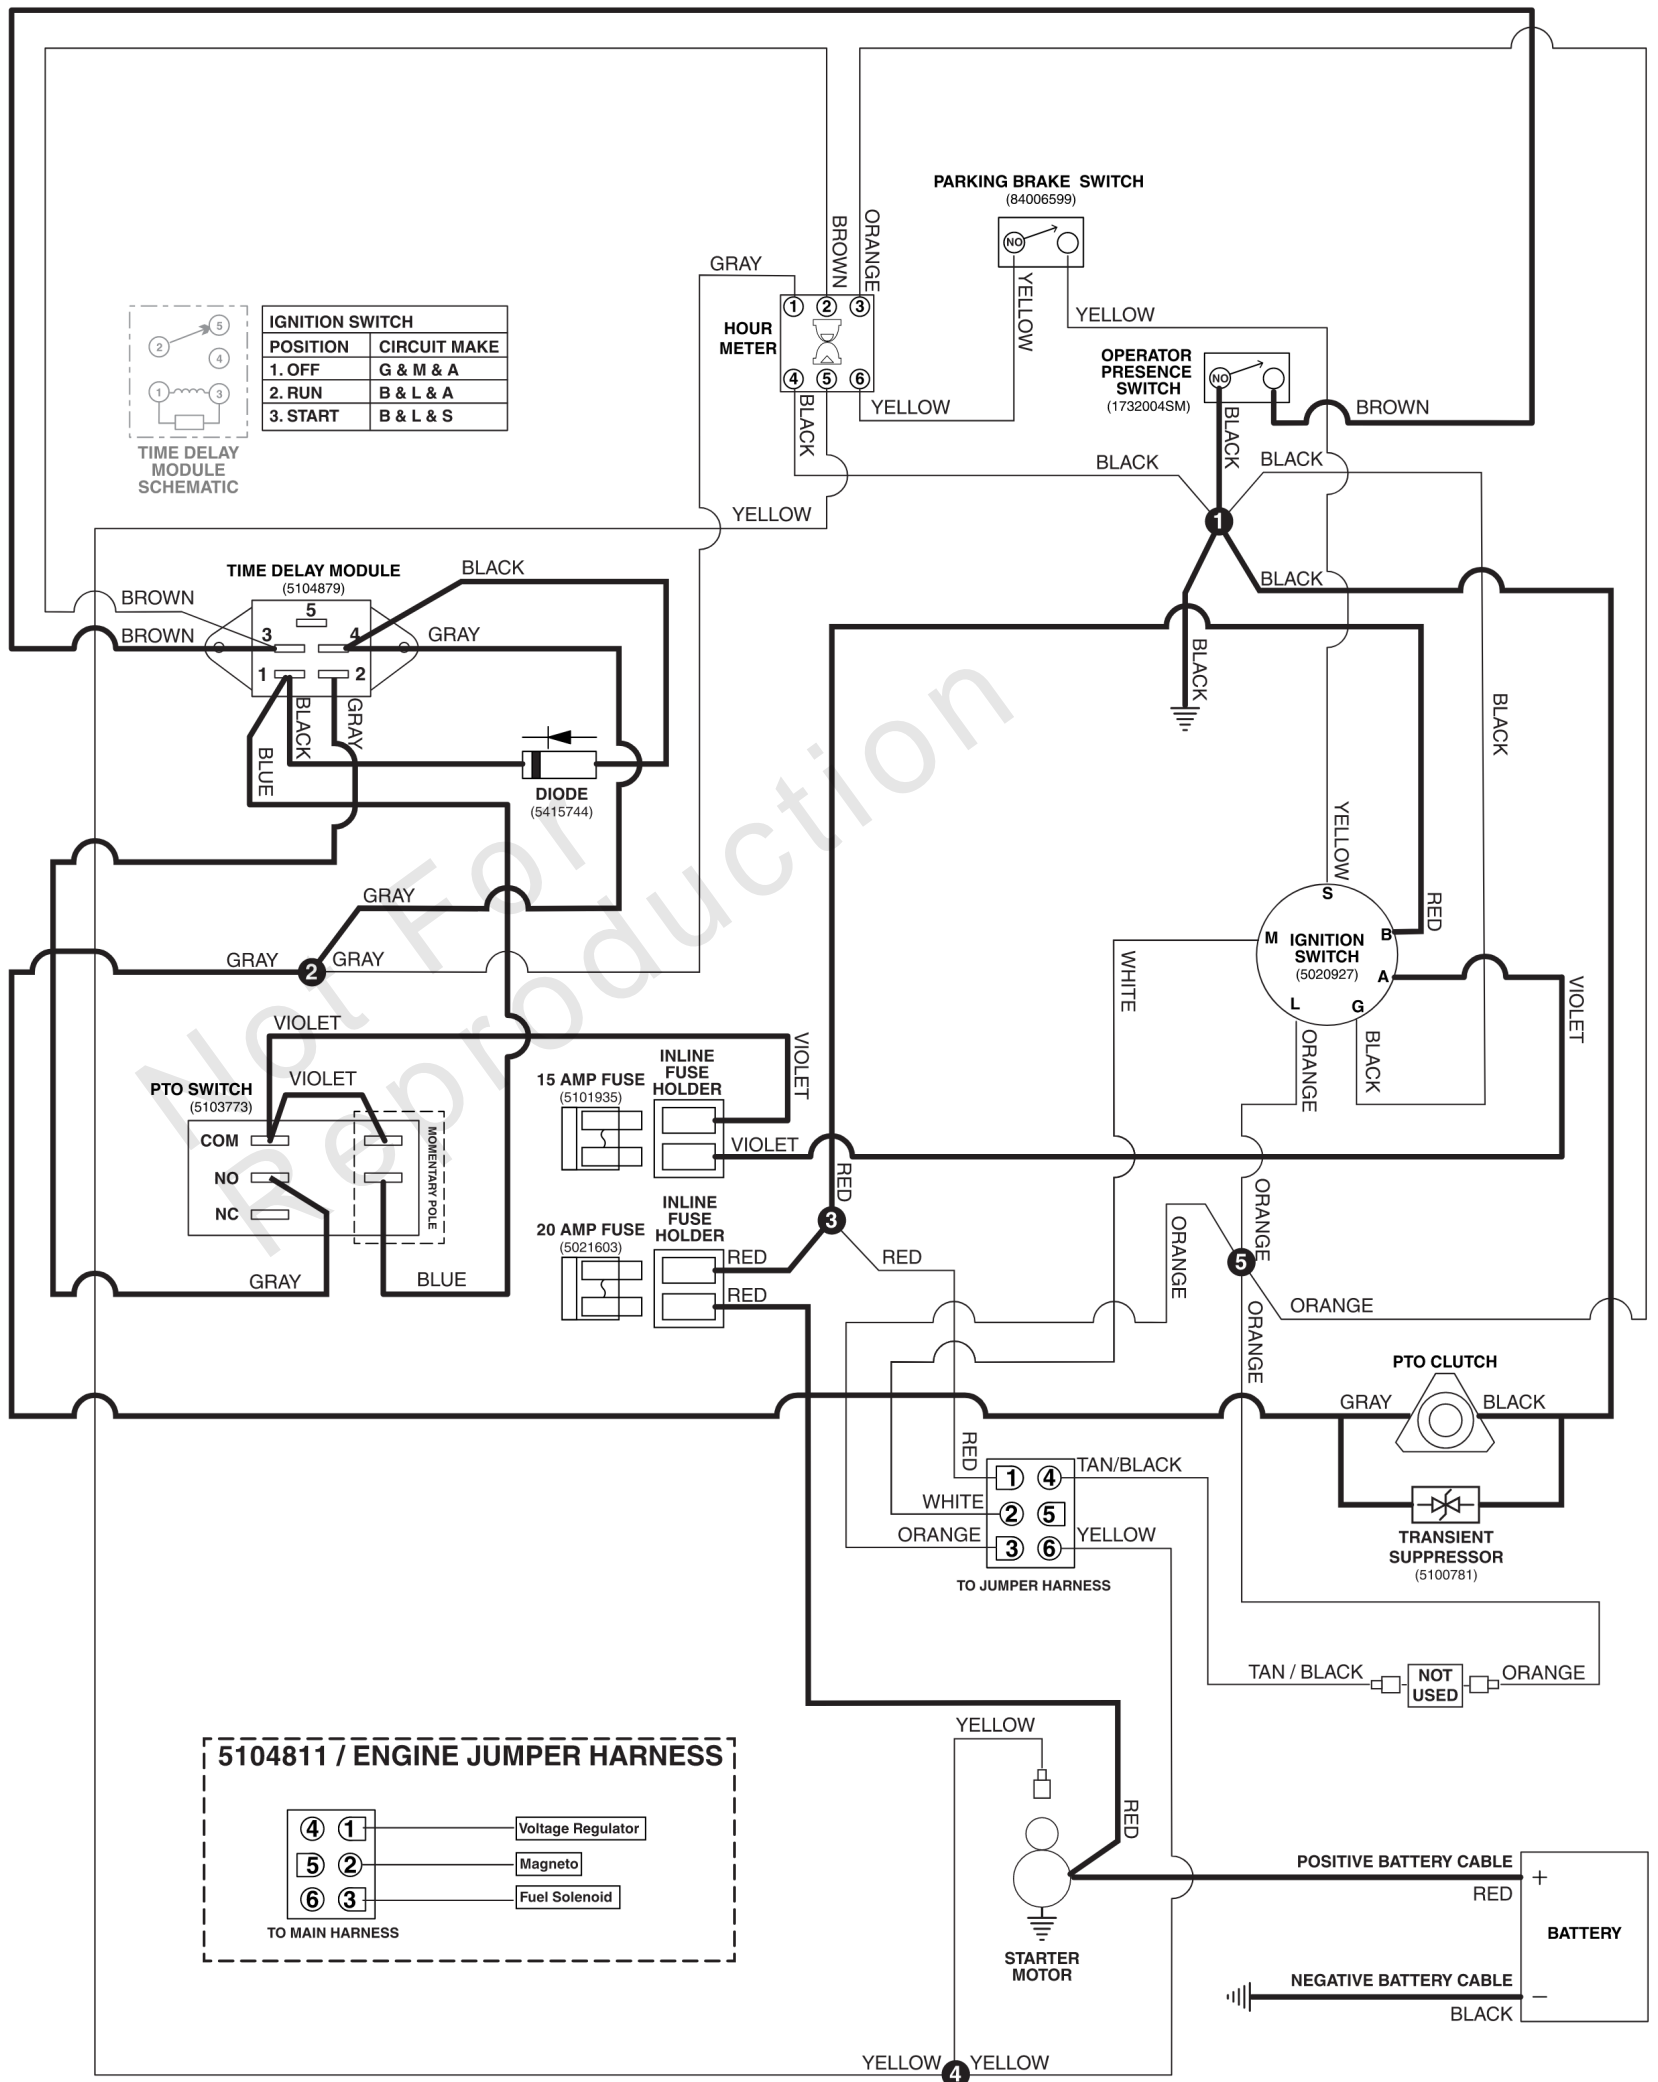 PARKING BRAKE SWITCH
(84006599)
NO
YELLOW
YELLOW
GRAY
BROWN
ORANGE
1 2 3
HOUR
METER
4 5 6
YELLOW
BLACK
OPERATOR
PRESENCE
SWITCH
(1732004SM)
NO
BLACK
BROWN
BLACK
BLACK
1
5
2
4
1
3
TIME DELAY
MODULE
SCHEMATIC
IGNITION SWITCH
POSITION CIRCUIT MAKE
1. OFF G & M & A
2. RUN B & L & A
3. START B & L & S
YELLOW
TIME DELAY MODULE
(5104879)
BLACK
BROWN
BROWN
5
3
4
1
2
GRAY
BLACK
GRAY
BLUE
DIODE
(5415744)
BLACK
BLACK
BLACK
Not For
Reproduction
GRAY
GRAY
2
GRAY
YELLOW
RED
S
M
B
IGNITION
SWITCH
(5020927)
A
L
G
WHITE
ORANGE
BLACK
VIOLET
VIOLET
VIOLET
PTO SWITCH
(5103773)
VIOLET
COM
NO
NC
MOMENTARY POLE
GRAY
BLUE
15 AMP FUSE
(5101935)
INLINE
FUSE
HOLDER
VIOLET
RED
3
20 AMP FUSE
(5021603)
INLINE
FUSE
HOLDER
RED
RED
RED
ORANGE
ORANGE
5
ORANGE
ORANGE
PTO CLUTCH
GRAY
BLACK
TRANSIENT
SUPPRESSOR
(5100781)
RED
WHITE
ORANGE
1 4
2 5
3 6
TAN/BLACK
YELLOW
TO JUMPER HARNESS
TAN / BLACK
NOT
USED
ORANGE
5104811 / ENGINE JUMPER HARNESS
4 1
5 2
6 3
Voltage Regulator
Magneto
Fuel Solenoid
TO MAIN HARNESS
YELLOW
RED
STARTER
MOTOR
POSITIVE BATTERY CABLE
RED
+
BATTERY
NEGATIVE BATTERY CABLE
BLACK
−
YELLOW
4
YELLOW